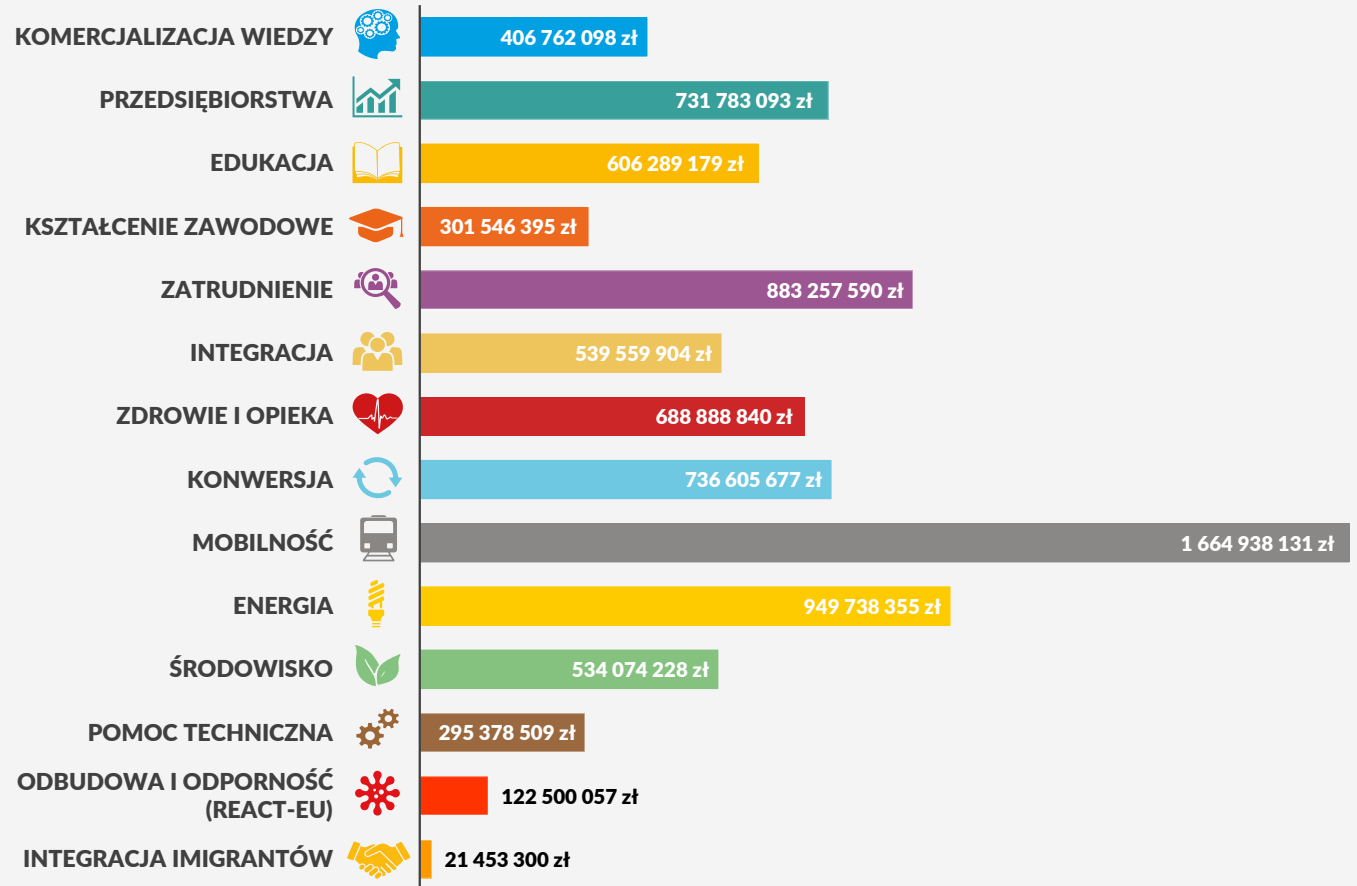 KOMERCJALIZACJA WIEDZY
406 762 098 zł
PRZEDSIĘBIORSTWA
731 783 093 zł
EDUKACJA
606 289 179 zł
KSZTAŁCENIE ZAWODOWE
301 546 395 zł
ZATRUDNIENIE
883 257 590 zł
INTEGRACJA
539 559 904 zł
ZDROWIE I OPIEKA
688 888 840 zł
KONWERSJA
736 605 677 zł
MOBILNOŚĆ
1 664 938 131 zł
ENERGIA
949 738 355 zł
ŚRODOWISKO
534 074 228 zł
POMOC TECHNICZNA
295 378 509 zł
ODBUDOWA I ODPORNOŚĆ
(REACT-EU)
122 500 057 zł
INTEGRACJA IMIGRANTÓW
21 453 300 zł